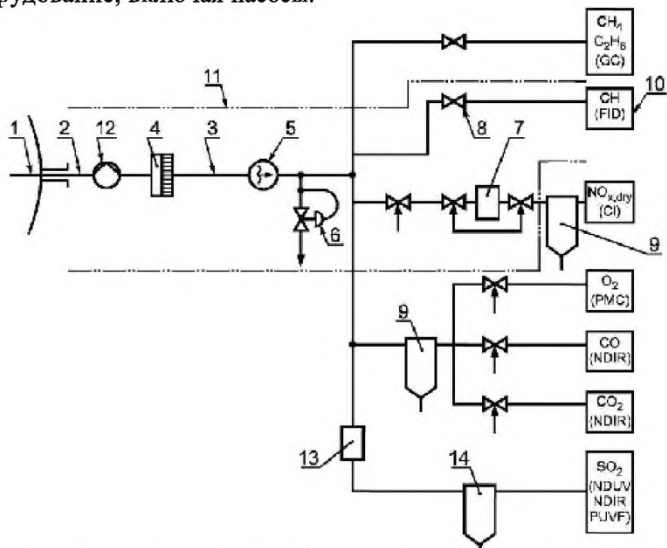 рудование, включая насосы.
CH4
C2H6
(GC)
11
10
1
2
12
4
3
5
8
7
CH
(FID)
6
NOx,dry
(CI)
9
O2
(PMC)
9
CO
(NDIR)
CO2
(NDIR)
13
14
SO2
(NDUV
NDIR
PUVF)